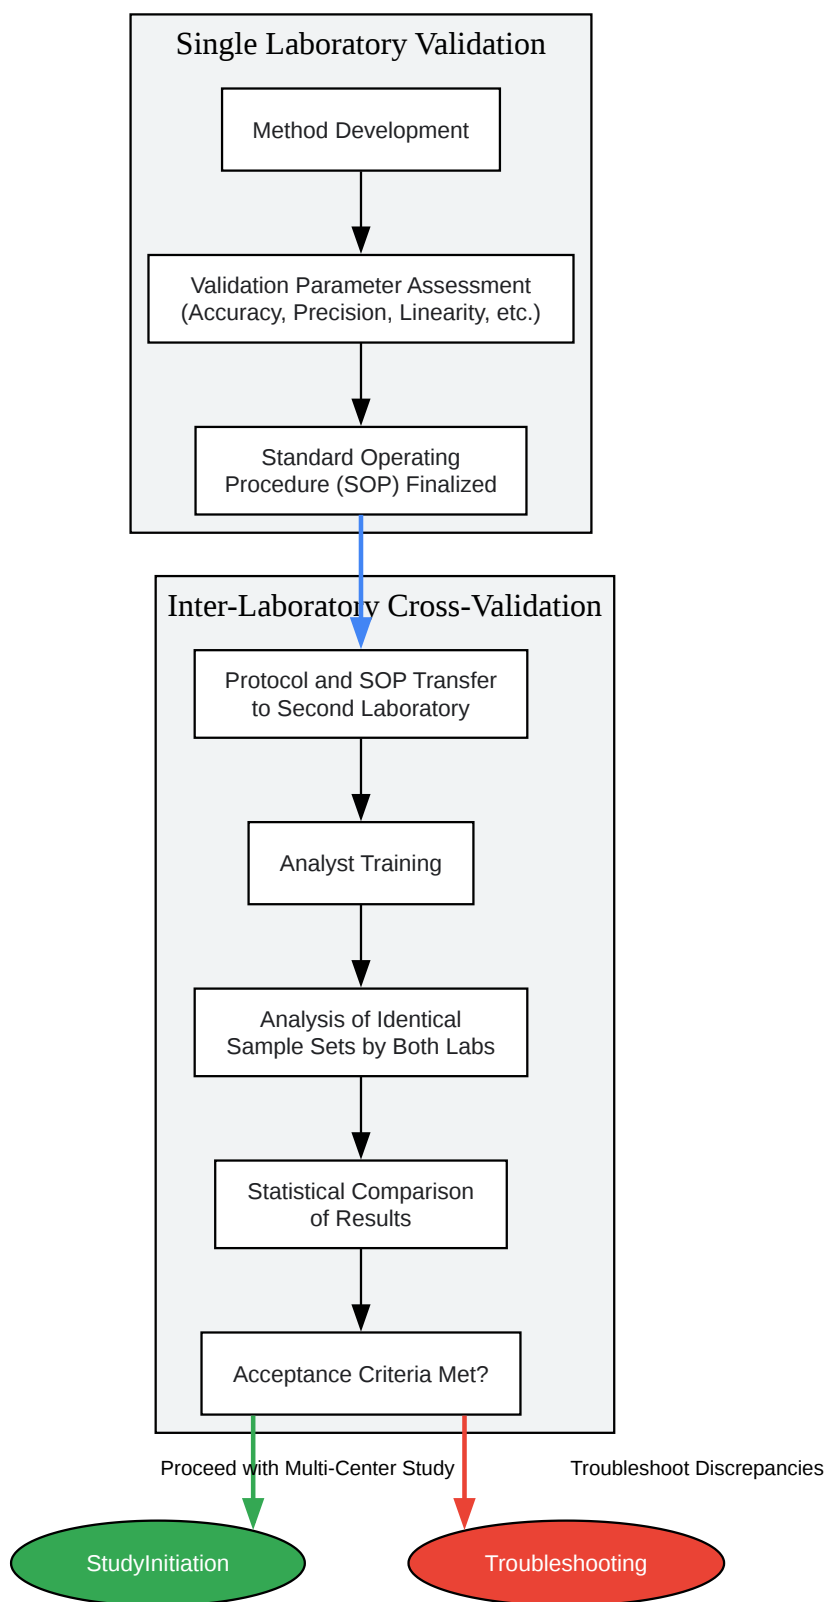 Single Laboratory Validation
Method Development
Validation Parameter Assessment
(Accuracy, Precision, Linearity, etc.)
Standard Operating
Procedure (SOP) Finalized
Inter-Laboratory Cross-Validation
Protocol and SOP Transfer
to Second Laboratory
Analyst Training
Analysis of Identical
Sample Sets by Both Labs
Statistical Comparison
of Results
Acceptance Criteria Met?
Proceed with Multi-Center Study
Troubleshoot Discrepancies
StudyInitiation
Troubleshooting